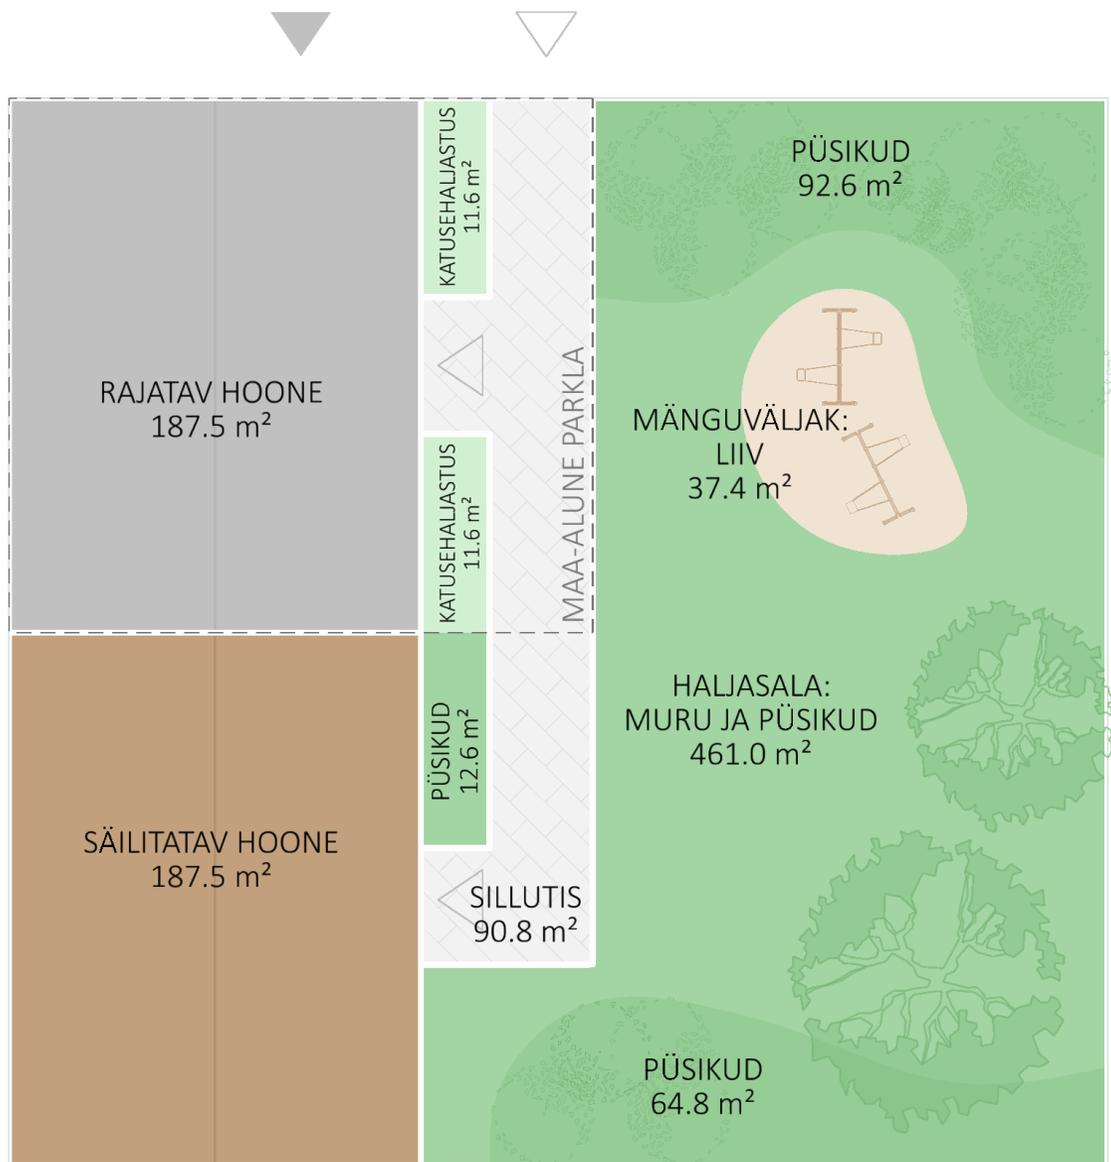 PÜSIKUD
92.6 m²
KATUSEHALJASTUS
11.6 m²
RAJATAV HOONE
187.5 m²
MAA-ALUNE PARKLA
MÄNGUVÄLJAK:
LIIV
37.4 m²
KATUSEHALJASTUS
11.6 m²
HALJASALA:
MURU JA PÜSIKUD
461.0 m²
PÜSIKUD
12.6 m²
SÄILITATAV HOONE
187.5 m²
SILLUTIS
90.8 m²
PÜSIKUD
64.8 m²